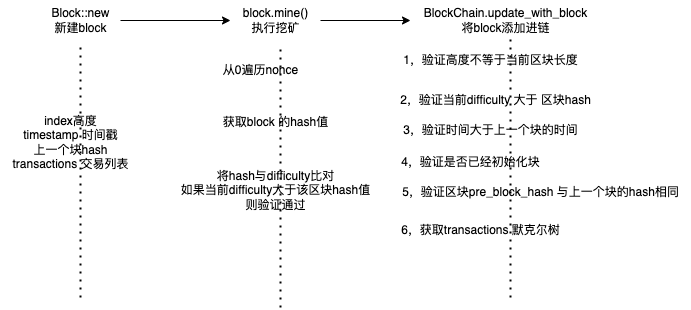 Block::new
新建block
index高度
timestamp 时间戳
上一个块hash
transactions 交易列表
block.mine()
执行挖矿
从0遍历nonce
获取block 的hash值
将hash与difficulty比对
如果当前difficulty大于该区块hash值
则验证通过
BlockChain.update_with_block
将block添加进链
1，验证高度不等于当前区块长度
2，验证当前difficulty 大于 区块hash
3，验证时间大于上一个块的时间
4，验证是否已经初始化块
5，验证区块pre_block_hash 与上一个块的hash相同
6，获取transactions 默克尔树